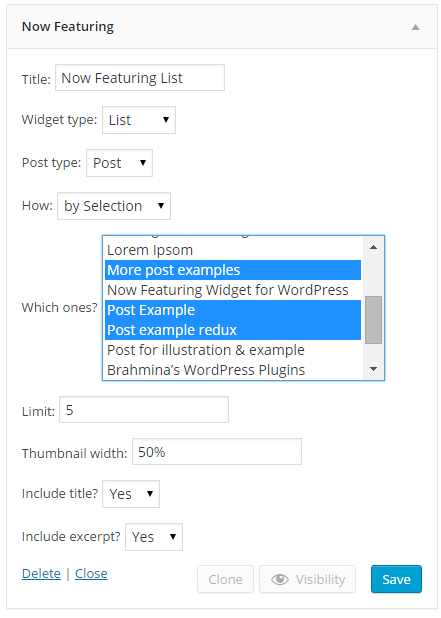 Now Featuring
Title: Now Featuring List
Widget type: List
Post type: Post
How: by Selection
Lorem Ipsom
More post examples
Now Featuring Widget for WordPress
Which ones?
Post Example
Post example redux
Post for illustration & example
Brahmina’s WordPress Plugins
Limit: 5
Thumbnail width: 50%
Include title? Yes
Include excerpt? Yes
Delete | Close Clone Visibility Save